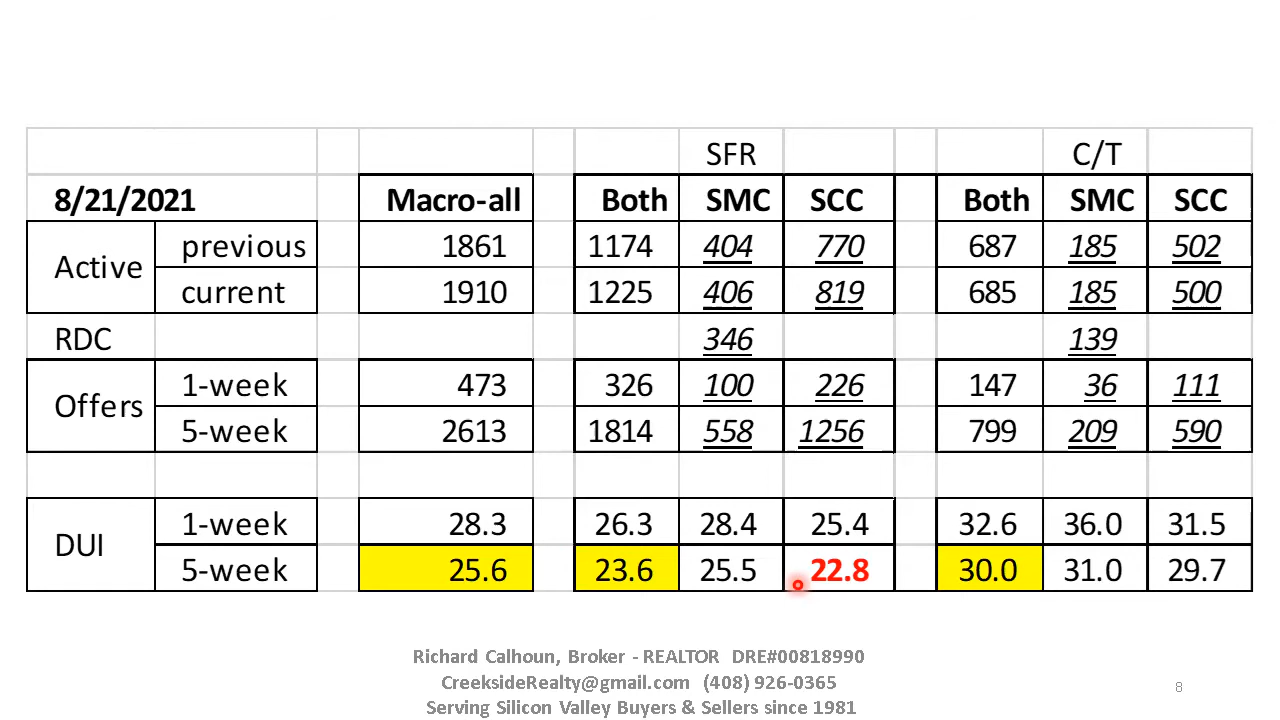 SFR C/T
8/21/2021 Macro-all Both SMC SCC Both SMC SCC
Active previous 1861 1174 404 770 687 185 502
current 1910 1225 406 819 685 185 500
RDC 346 139
Offers 1-week 473 326 100 226 147 36 111
5-week 2613 1814 558 1256 799 209 590
DUI 1-week 28.3 26.3 28.4 25.4 32.6 36.0 31.5
5-week 25.6 23.6 25.5 22.8 30.0 31.0 29.7
Richard Calhoun, Broker - REALTOR DRE#00818990
CreeksideRealty@gmail.com (408) 926-0365
Serving Silicon Valley Buyers & Sellers since 1981
8